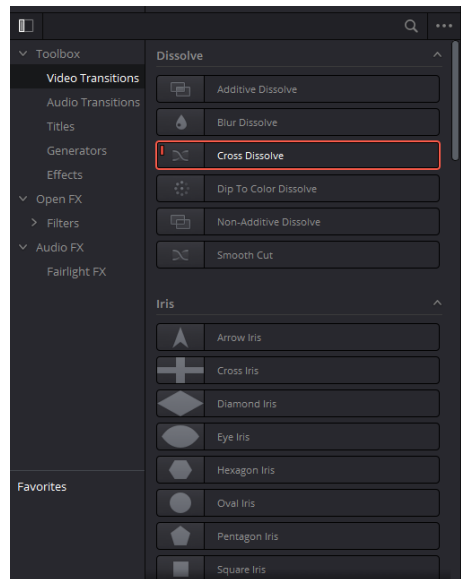 Toolbox
Video Transitions
Audio Transitions
Titles
Generators
Effects
Open FX
Filters
Audio FX
Fairlight FX
Favorites
Dissolve
Additive Dissolve
Blur Dissolve
Cross Dissolve
Dip To Color Dissolve
Non-Additive Dissolve
Smooth Cut
Iris
Arrow Iris
Cross Iris
Diamond Iris
Eye Iris
Hexagon Iris
Oval Iris
Pentagon Iris
Square Iris